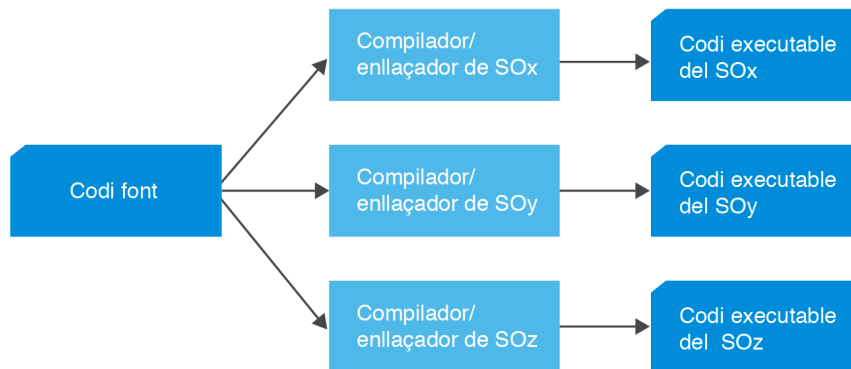 Compilador/
enllaçador de SOx
Codi executable
del SOx
Codi font
Compilador/
enllaçador de SOy
Codi executable
del SOy
Compilador/
enllaçador de SOz
Codi executable
del SOz